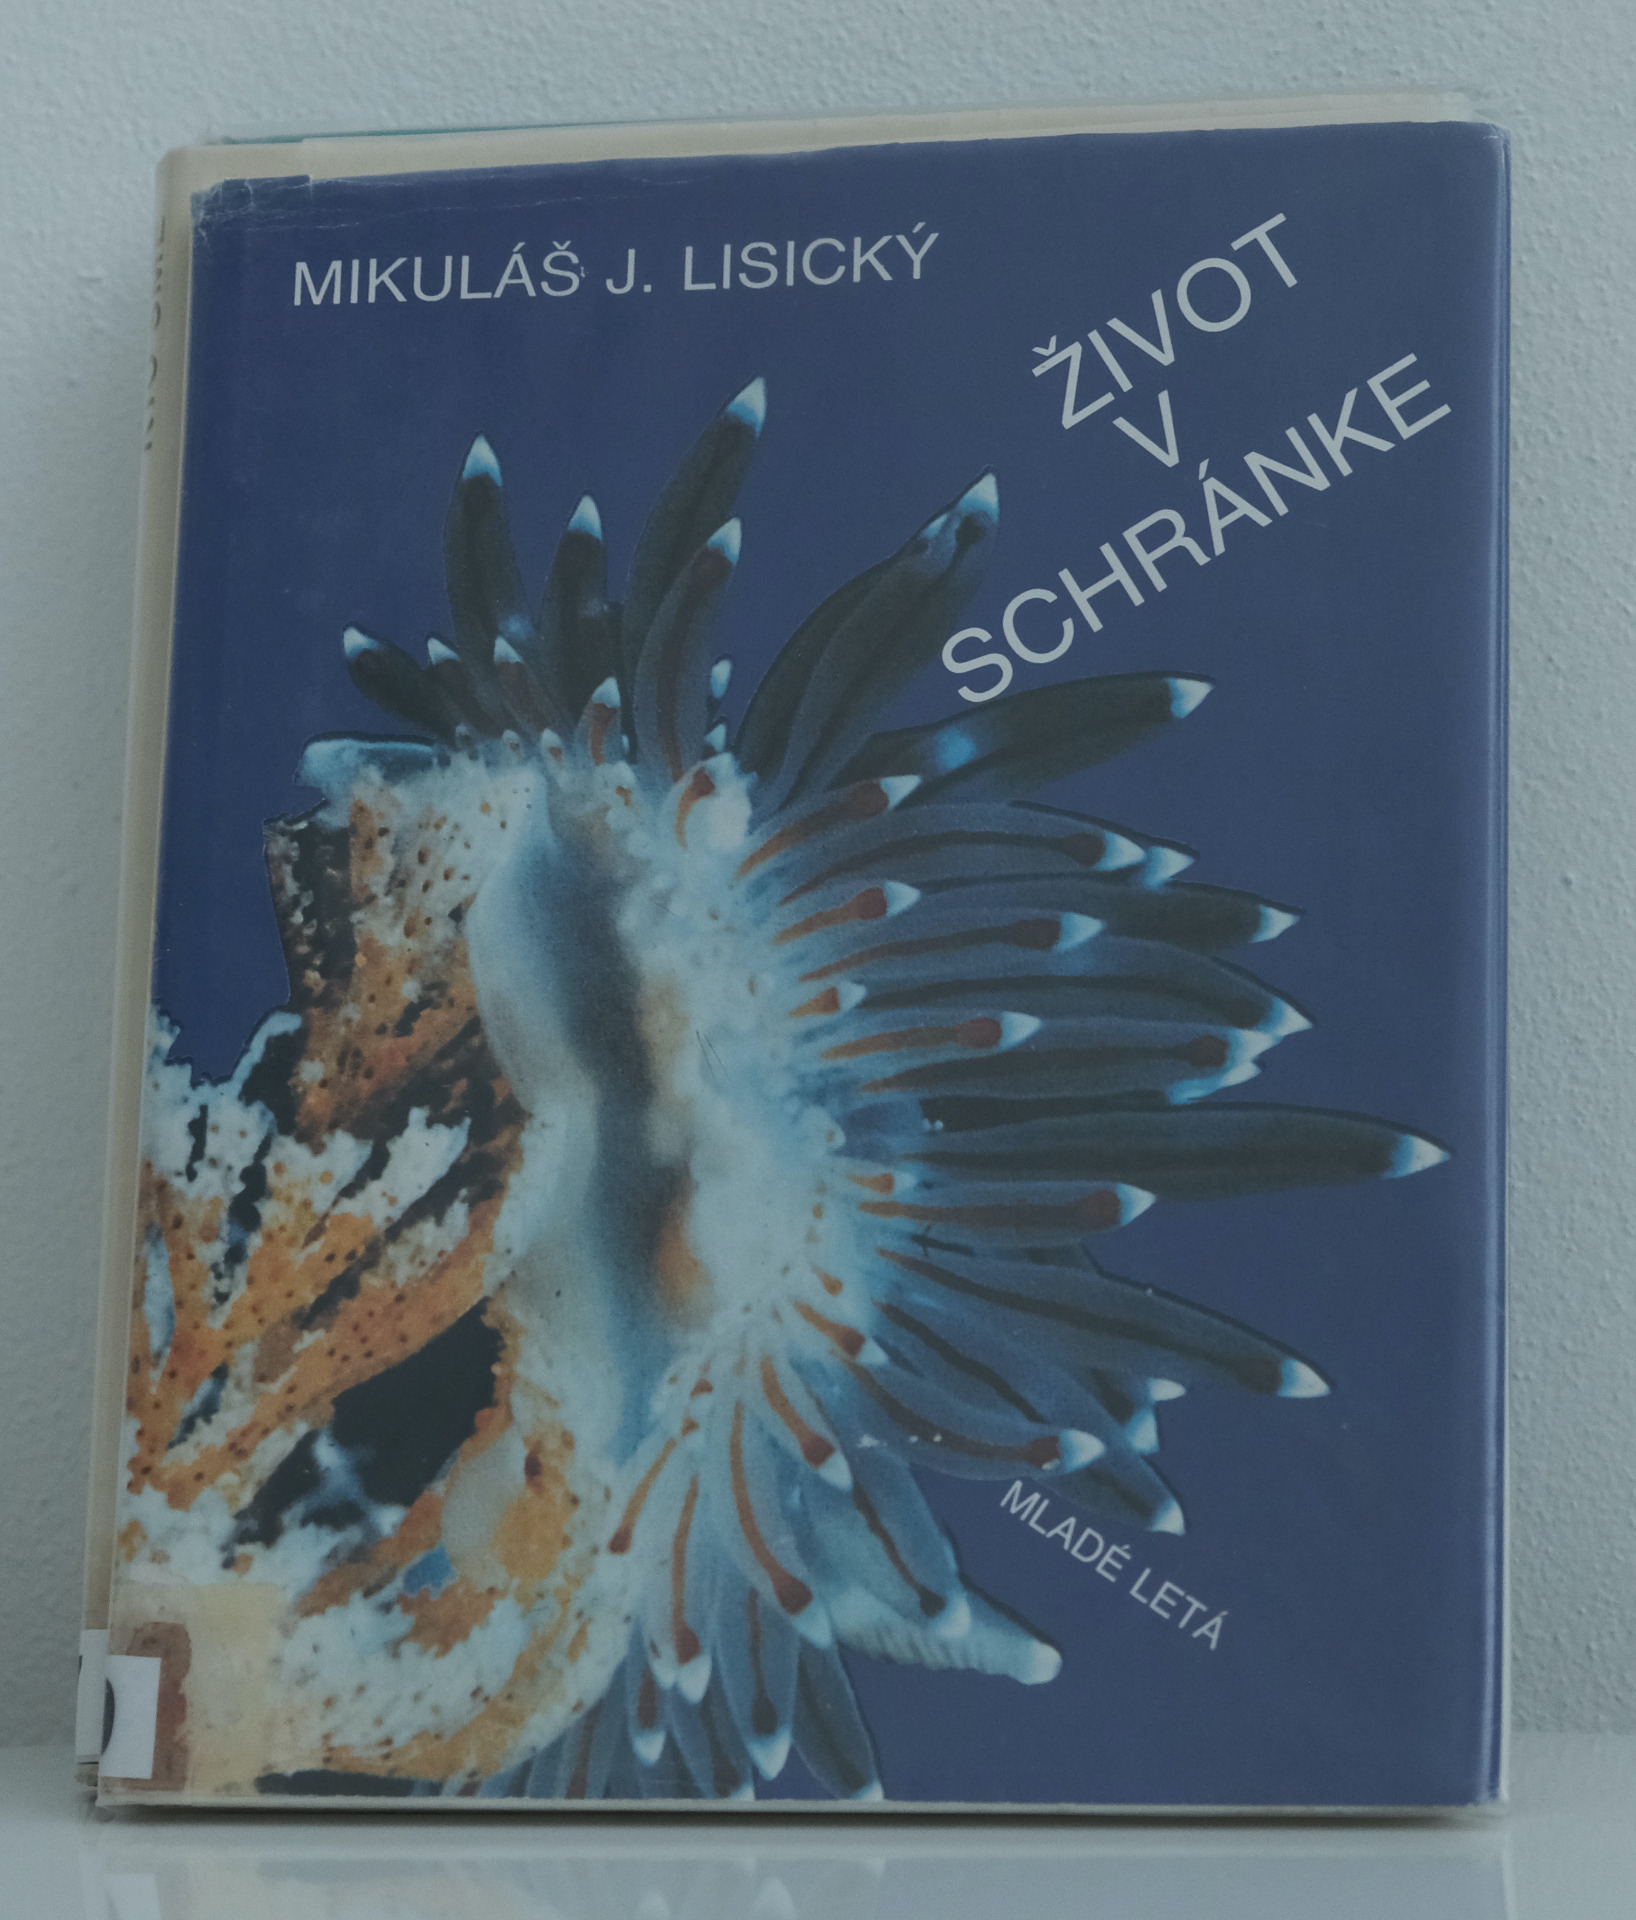 MIKULÁŠ J. LISICKÝ
ŽIVOT
V
SCHRÁNKE
MLADÉ LETÁ